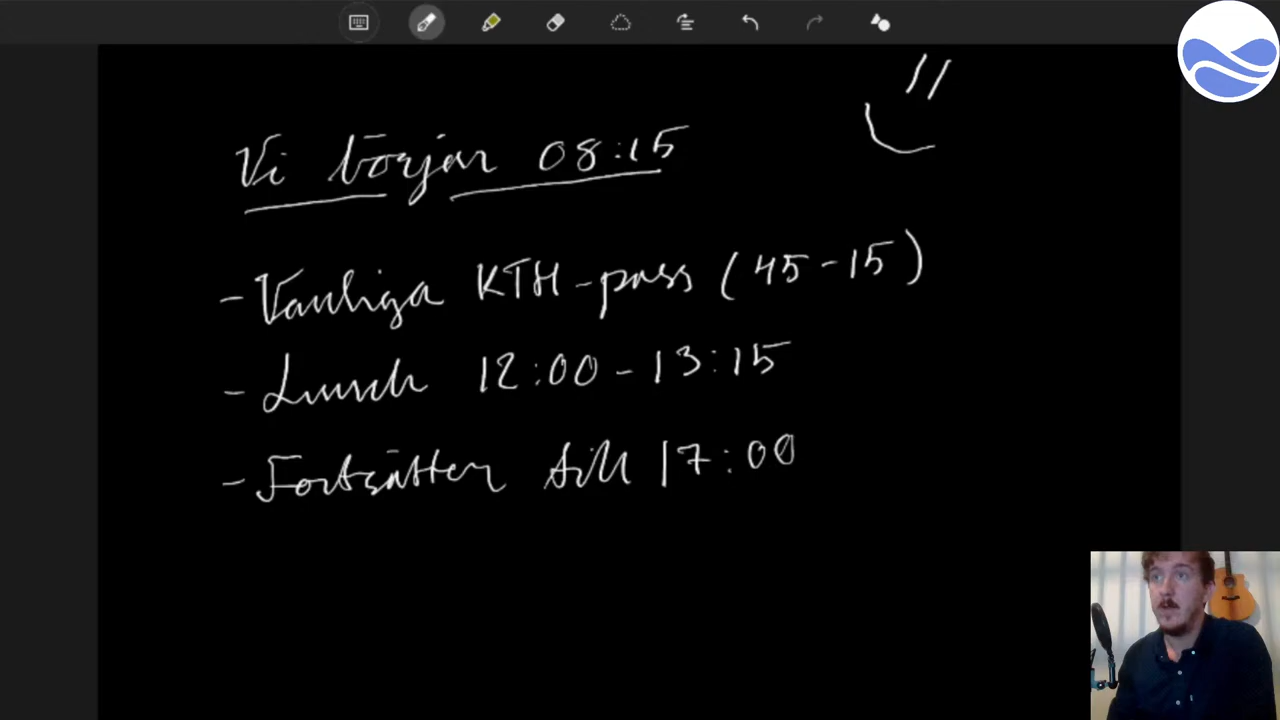 Vi börjar 08:15
- Vanliga KTH-pass (45-15)
- Lunch 12:00 - 13:15
- Fortsätter till 17:00